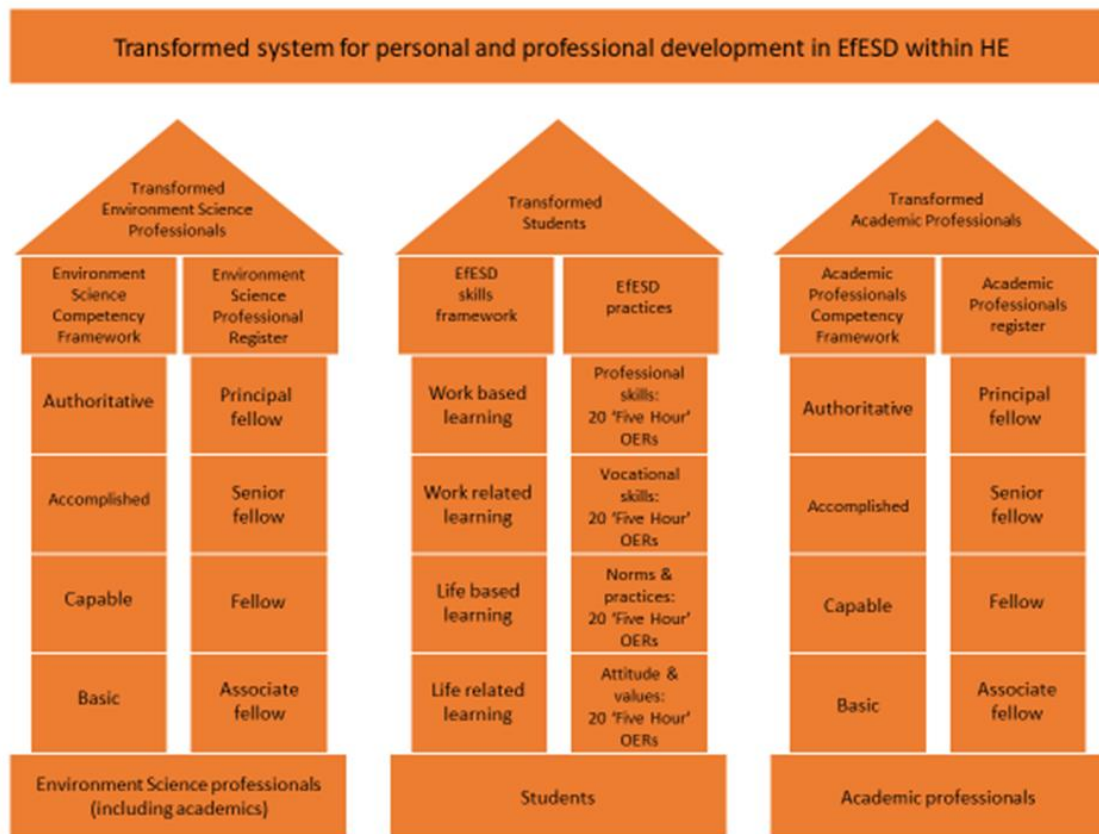 Transformed system for personal and professional development in EfESD within HE
Transformed
Environment Science
Professionals
Environment
Science
Competency
Framework
Environment
Science
Professional
Register
Authoritative
Principal
fellow
Accomplished
Senior
fellow
Capable
Fellow
Basic
Associate
fellow
Environment Science professionals
(including academics)
Transformed
Students
EfESD
skills
framework
EfESD
practices
Work based
learning
Professional
skills:
20 'Five Hour'
OERs
Work related
learning
Vocational
skills:
20 'Five Hour'
OERs
Life based
learning
Norms &
practices:
20 'Five Hour'
OERs
Life related
learning
Attitude &
values:
20 'Five Hour'
OERs
Students
Transformed
Academic Professionals
Academic
Professionals
Competency
Framework
Academic
Professionals
register
Authoritative
Principal
fellow
Accomplished
Senior
fellow
Capable
Fellow
Basic
Associate
fellow
Academic professionals